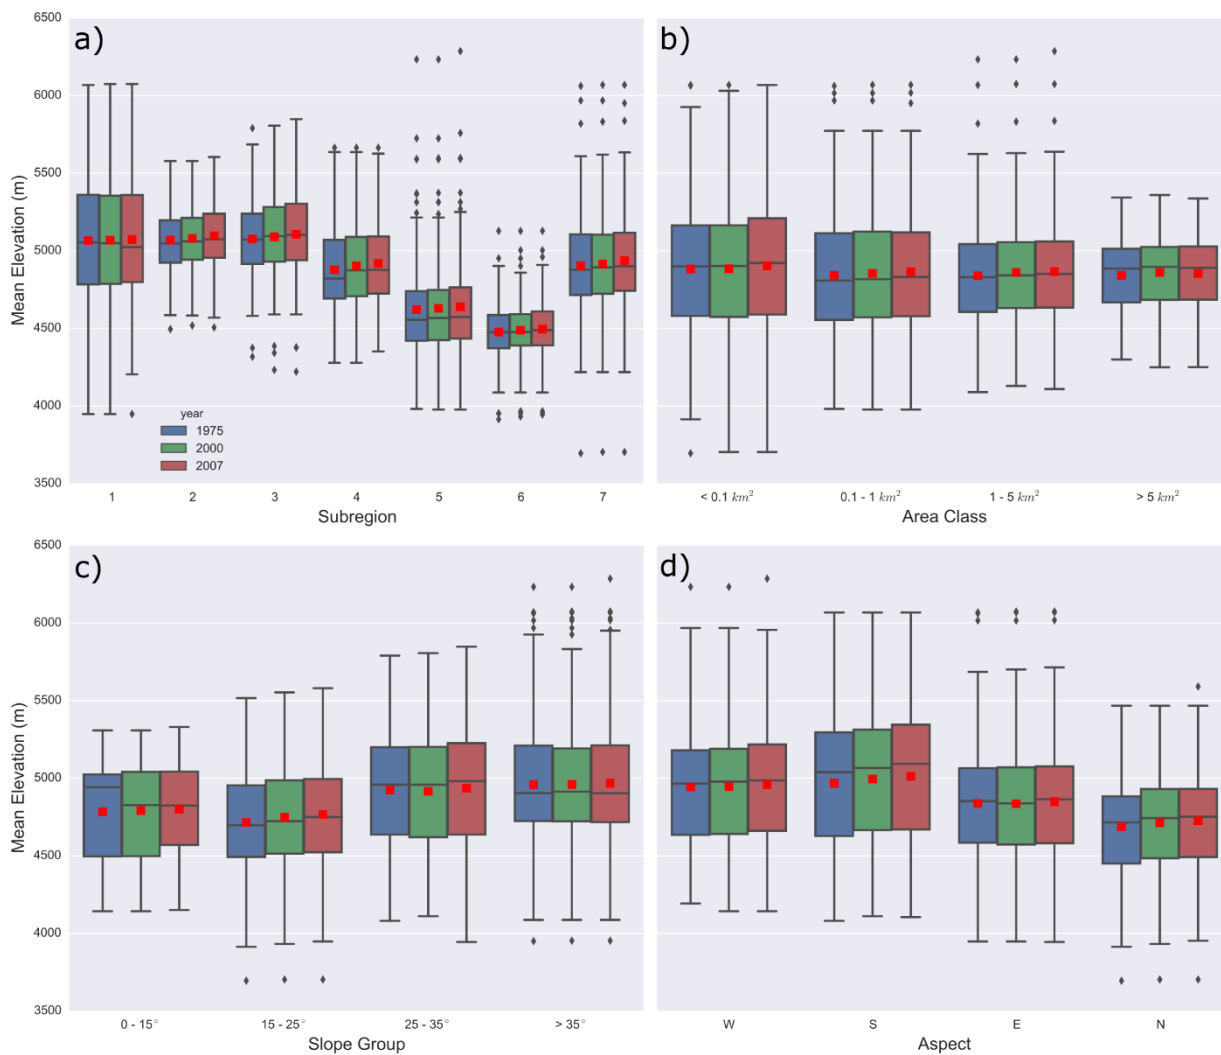 a)
b)
6500
6000
5500
5000
4500
4000
3500
Mean Elevation (m)
year
1975
2000
2007
1 2 3 4 5 6 7
Subregion
< 0.1 km² 0.1 - 1 km² 1 - 5 km² > 5 km²
Area Class
c)
d)
6500
6000
5500
5000
4500
4000
3500
Mean Elevation (m)
0 - 15° 15 - 25° 25 - 35° > 35°
Slope Group
W S E N
Aspect